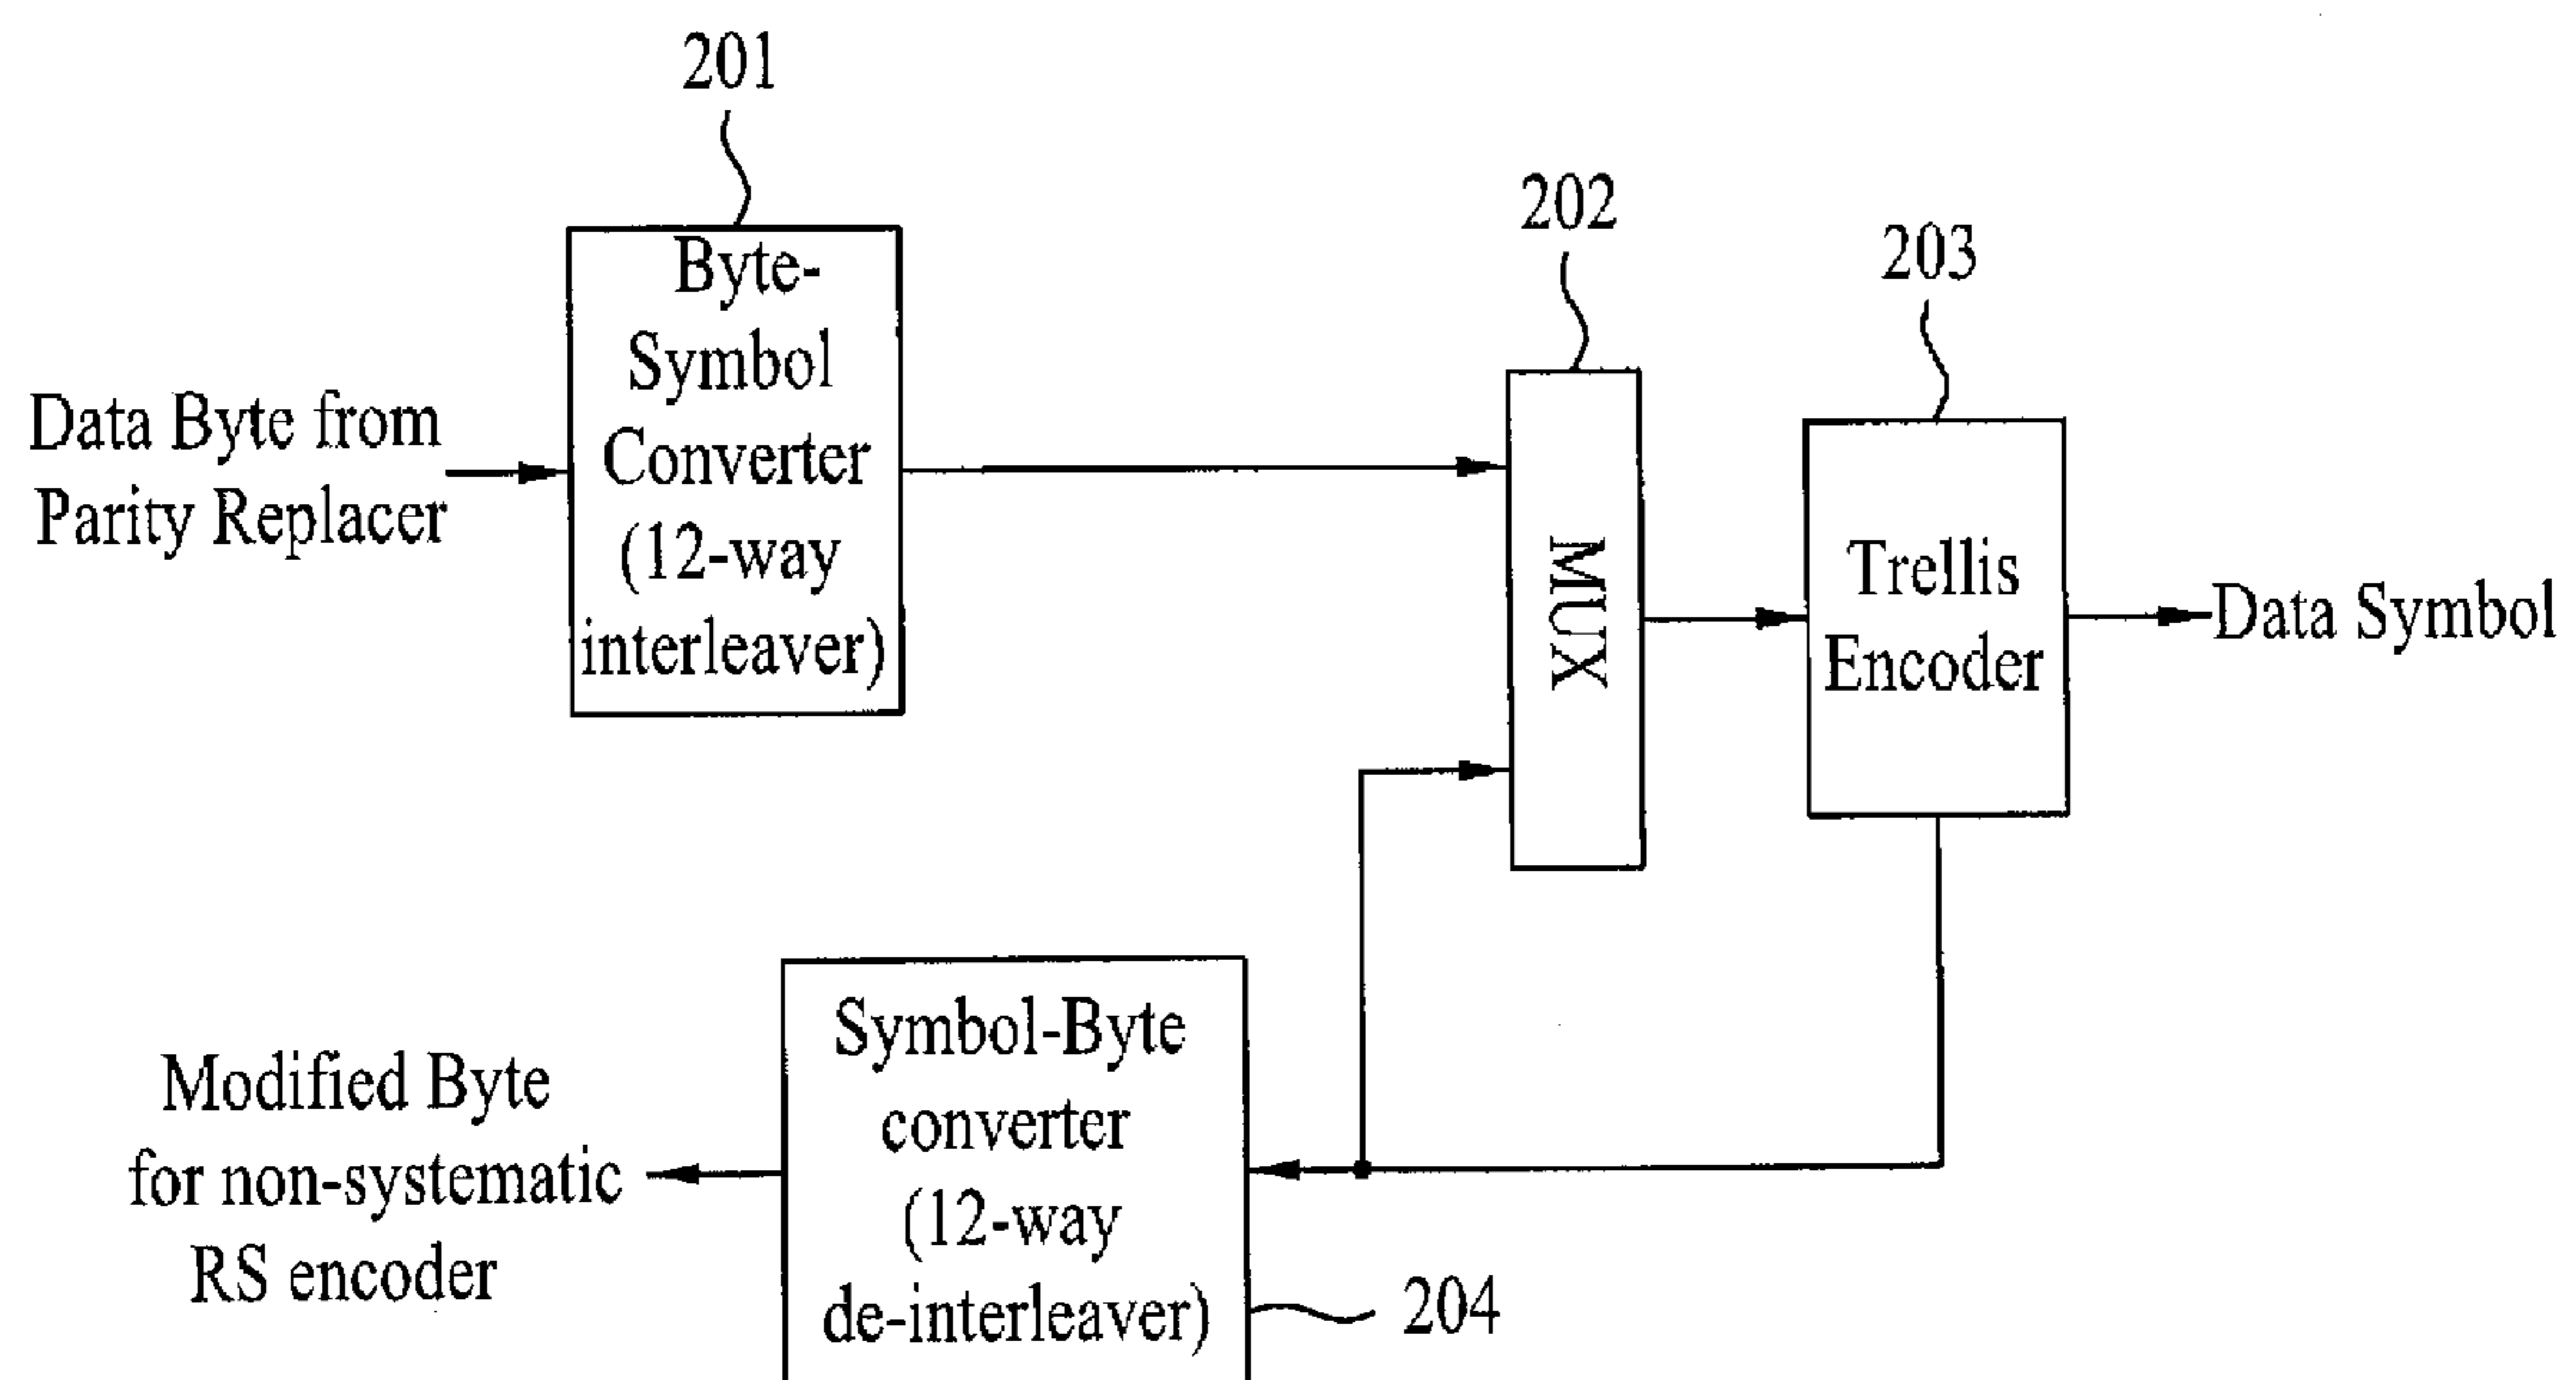 201
202
203
Byte-
Symbol
Converter
(12-way
interleaver)
Data Byte from
Parity Replacer
MUX
Trellis
Encoder
Data Symbol
Symbol-Byte
converter
(12-way
de-interleaver)
204
Modified Byte
for non-systematic
RS encoder